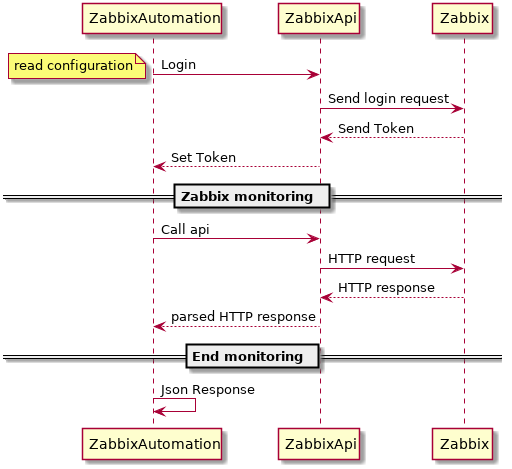 ZabbixAutomation ZabbixApi Zabbix
read configuration
Login
Send login request
Send Token
Set Token
Zabbix monitoring
Call api
HTTP request
HTTP response
parsed HTTP response
End monitoring
Json Response
ZabbixAutomation ZabbixApi Zabbix